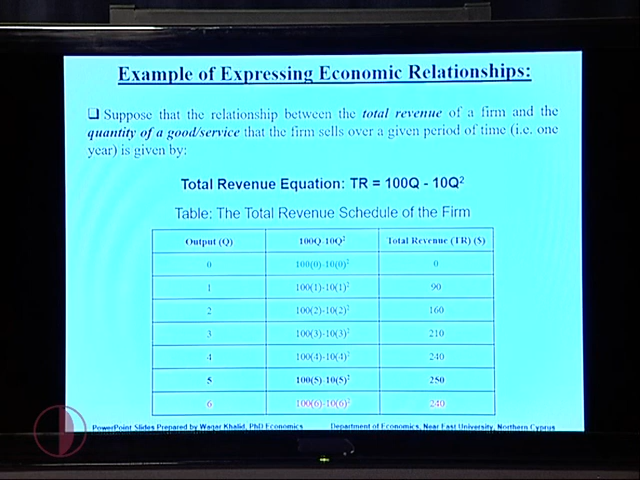 Example of Expressing Economic Relationships:
❑ Suppose that the relationship between the total revenue of a firm and the
quantity of a good/service that the firm sells over a given period of time (i.e. one
year) is given by:
Total Revenue Equation: TR = 100Q - 10Q²
Table: The Total Revenue Schedule of the Firm
Output (Q) 100Q-10Q² Total Revenue (TR) ($)
0 100(0)-10(0)² 0
1 100(1)-10(1)² 90
2 100(2)-10(2)² 160
3 100(3)-10(3)² 210
4 100(4)-10(4)² 240
5 100(5)-10(5)² 250
6 100(6)-10(6)² 240
PowerPoint Slides Prepared by Waqar Khalid, PhD Economics Department of Economics, Near East University, Northern Cyprus